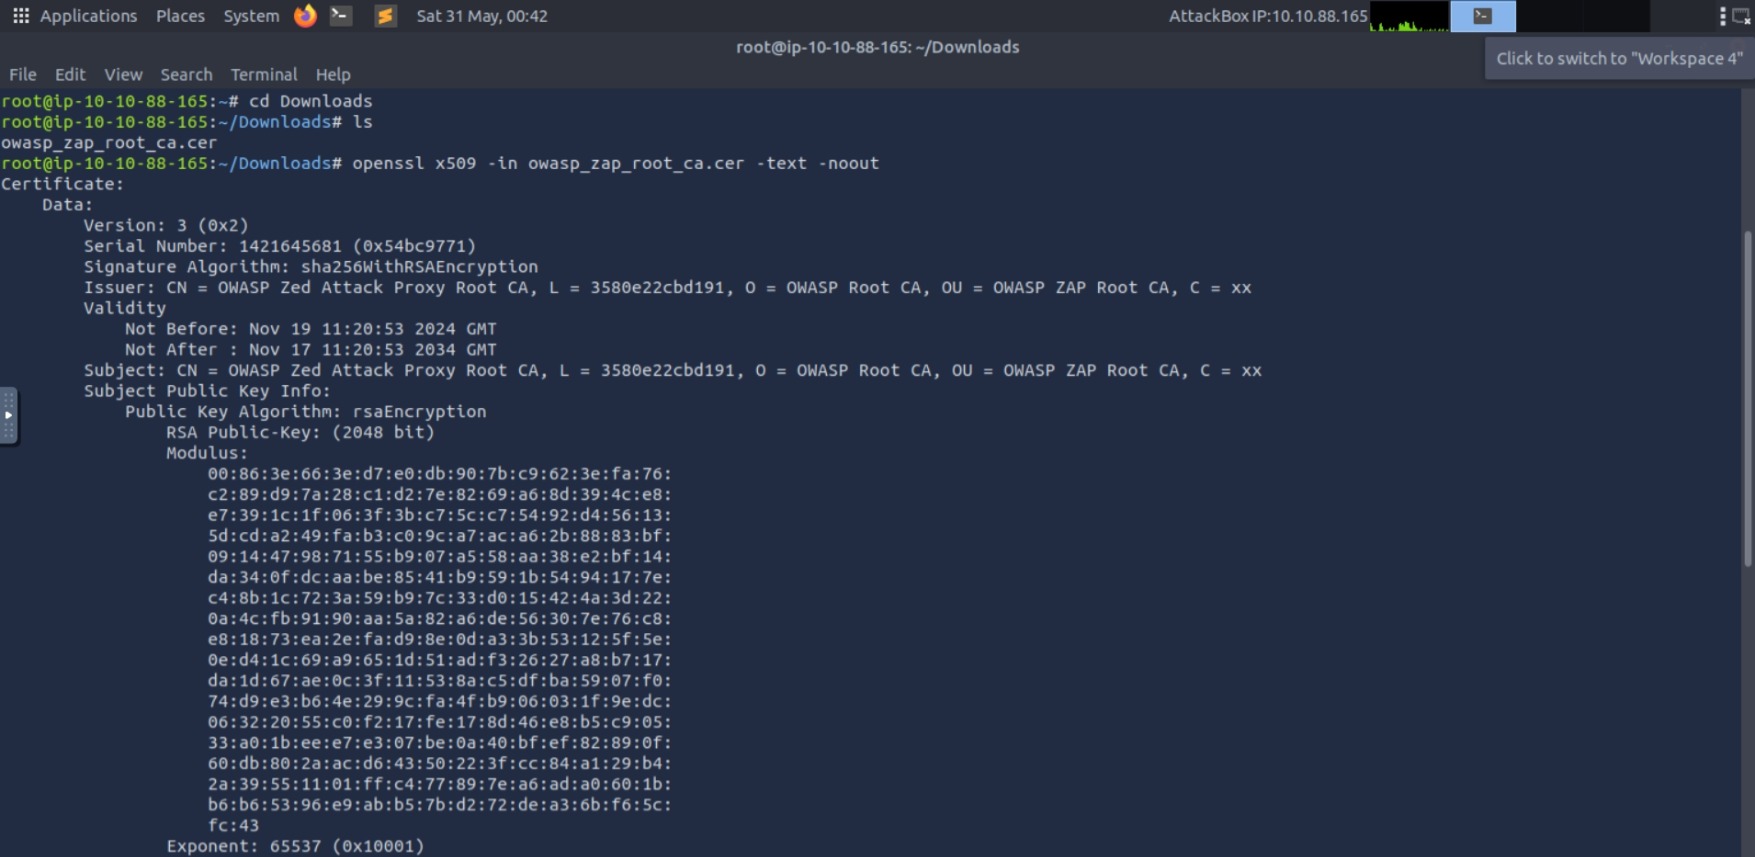 Applications Places System Sat 31 May, 00:42 AttackBox IP:10.10.88.165
root@ip-10-10-88-165: ~/Downloads
Click to switch to "Workspace 4"
File Edit View Search Terminal Help
root@ip-10-10-88-165:~# cd Downloads
root@ip-10-10-88-165:~/Downloads# ls
owasp_zap_root_ca.cer
root@ip-10-10-88-165:~/Downloads# openssl x509 -in owasp_zap_root_ca.cer -text -noout
Certificate:
Data:
Version: 3 (0x2)
Serial Number: 1421645681 (0x54bc9771)
Signature Algorithm: sha256WithRSAEncryption
Issuer: CN = OWASP Zed Attack Proxy Root CA, L = 3580e22cbd191, O = OWASP Root CA, OU = OWASP ZAP Root CA, C = xx
Validity
Not Before: Nov 19 11:20:53 2024 GMT
Not After : Nov 17 11:20:53 2034 GMT
Subject: CN = OWASP Zed Attack Proxy Root CA, L = 3580e22cbd191, O = OWASP Root CA, OU = OWASP ZAP Root CA, C = xx
Subject Public Key Info:
Public Key Algorithm: rsaEncryption
RSA Public-Key: (2048 bit)
Modulus:
00:86:3e:66:3e:d7:e0:db:90:7b:c9:62:3e:fa:76:
c2:89:d9:7a:28:c1:d2:7e:82:69:a6:8d:39:4c:e8:
e7:39:1c:1f:06:3f:3b:c7:5c:c7:54:92:d4:56:13:
5d:cd:a2:49:fa:b3:c0:9c:a7:ac:a6:2b:88:83:bf:
09:14:47:98:71:55:b9:07:a5:58:aa:38:e2:bf:14:
da:34:0f:dc:aa:be:85:41:b9:59:1b:54:94:17:7e:
c4:8b:1c:72:3a:59:b9:7c:33:d0:15:42:4a:3d:22:
0a:4c:fb:91:90:aa:5a:82:a6:de:56:30:7e:76:c8:
e8:18:73:ea:2e:fa:d9:8e:0d:a3:3b:53:12:5f:5e:
0e:d4:1c:69:a9:65:1d:51:ad:f3:26:27:a8:b7:17:
da:1d:67:ae:0c:3f:11:53:8a:c5:df:ba:59:07:f0:
74:d9:e3:b6:4e:29:9c:fa:4f:b9:06:03:1f:9e:dc:
06:32:20:55:c0:f2:17:fe:17:8d:46:e8:b5:c9:05:
33:a0:1b:ee:e7:e3:07:be:0a:40:bf:ef:82:89:0f:
60:db:80:2a:ac:d6:43:50:22:3f:cc:84:a1:29:b4:
2a:39:55:11:01:ff:c4:77:89:7e:a6:ad:a0:60:1b:
b6:b6:53:96:e9:ab:b5:7b:d2:72:de:a3:6b:f6:5c:
fc:43
Exponent: 65537 (0x10001)